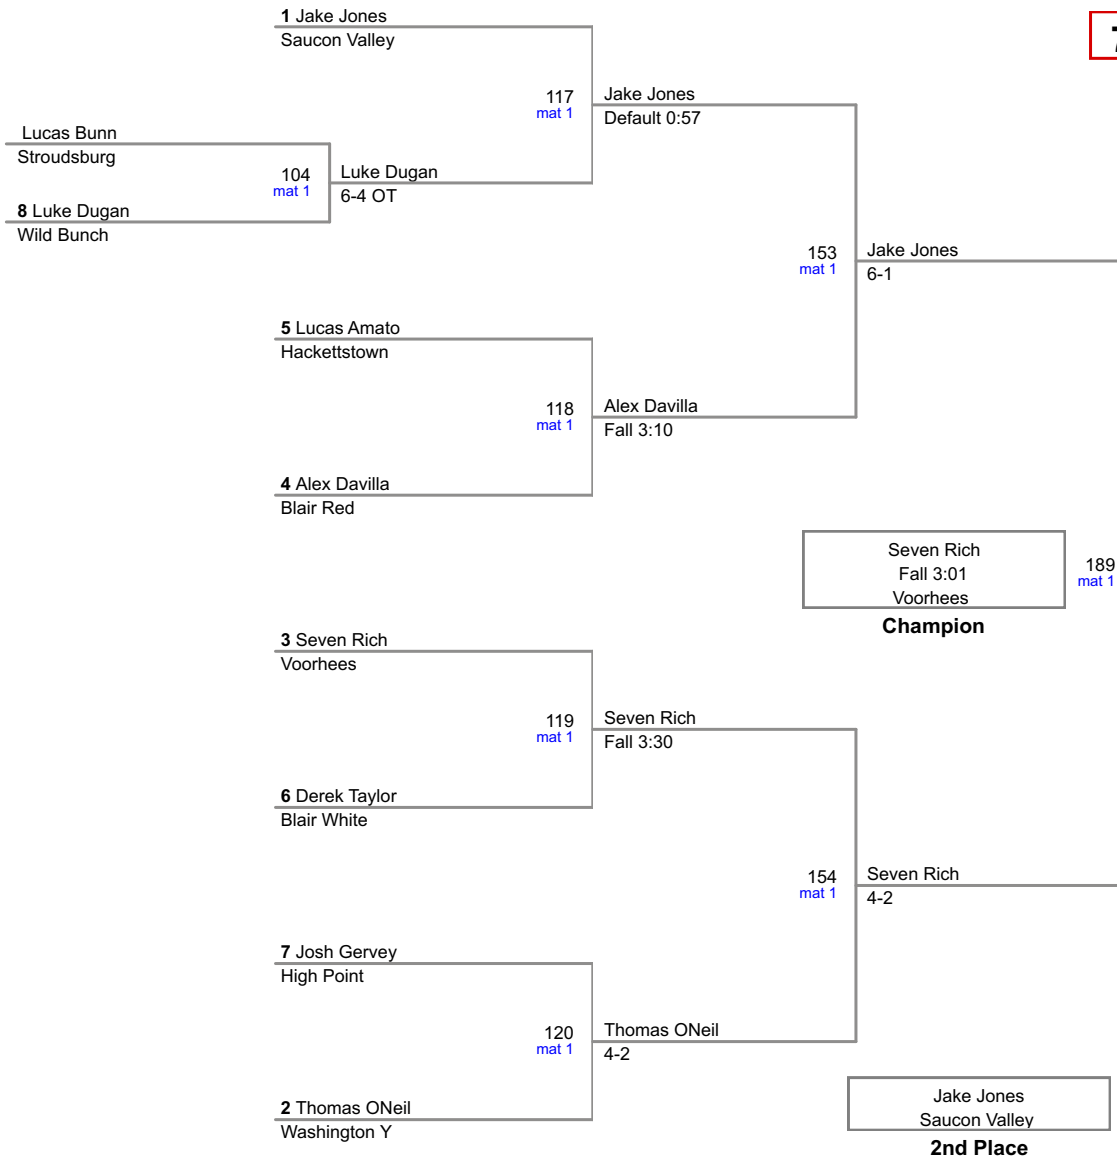 1 Jake Jones
Saucon Valley
117
mat 1
Jake Jones
Default 0:57
Lucas Bunn
Stroudsburg
104
mat 1
Luke Dugan
6-4 OT
8 Luke Dugan
Wild Bunch
153
mat 1
Jake Jones
6-1
5 Lucas Amato
Hackettstown
118
mat 1
Alex Davilla
Fall 3:10
4 Alex Davilla
Blair Red
Seven Rich
Fall 3:01
Voorhees
189
mat 1
Champion
3 Seven Rich
Voorhees
119
mat 1
Seven Rich
Fall 3:30
6 Derek Taylor
Blair White
154
mat 1
Seven Rich
4-2
7 Josh Gervey
High Point
120
mat 1
Thomas ONeil
4-2
2 Thomas ONeil
Washington Y
Jake Jones
Saucon Valley
2nd Place